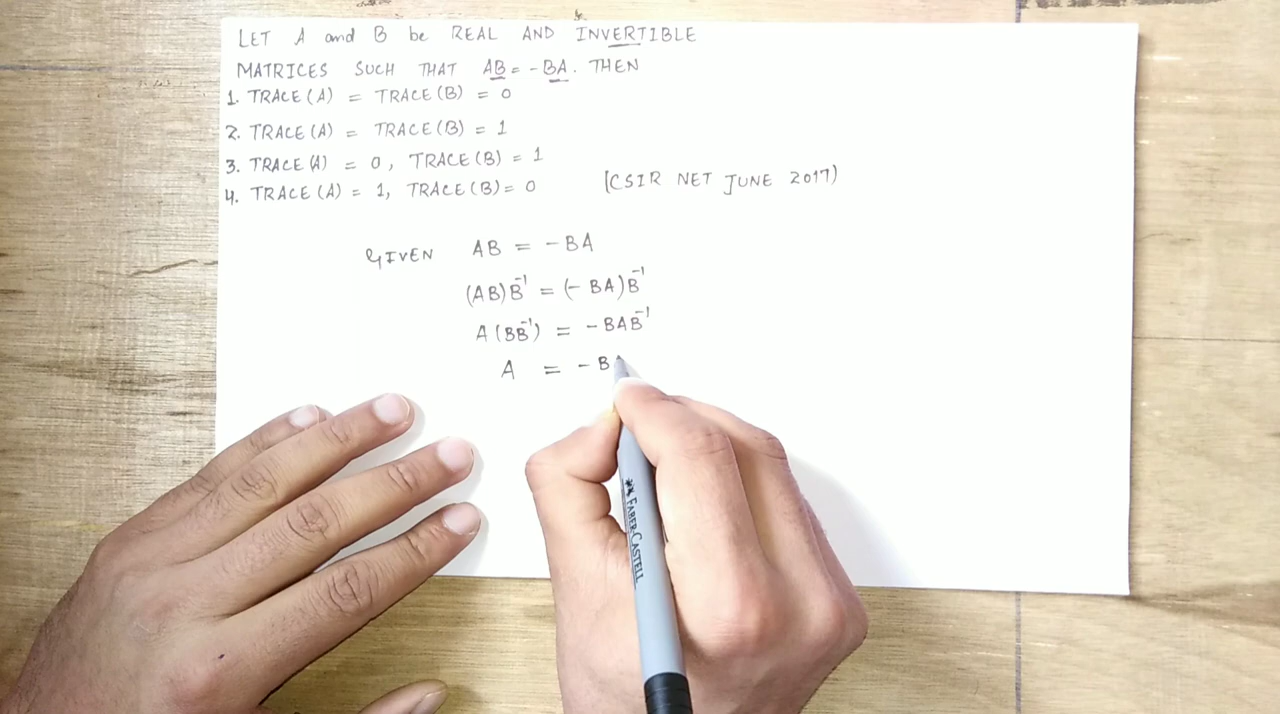 LET A and B be REAL AND INVERTIBLE
MATRICES SUCH THAT AB = -BA. THEN
1. TRACE(A) = TRACE(B) = 0
2. TRACE(A) = TRACE(B) = 1
3. TRACE(A) = 0, TRACE(B) = 1
4. TRACE(A) = 1, TRACE(B) = 0 [CSIR NET JUNE 2017)
GIVEN AB = -BA
(AB)B⁻¹ = (-BA)B⁻¹
A(BB⁻¹) = -BAB⁻¹
A = -B
FABER-CASTELL